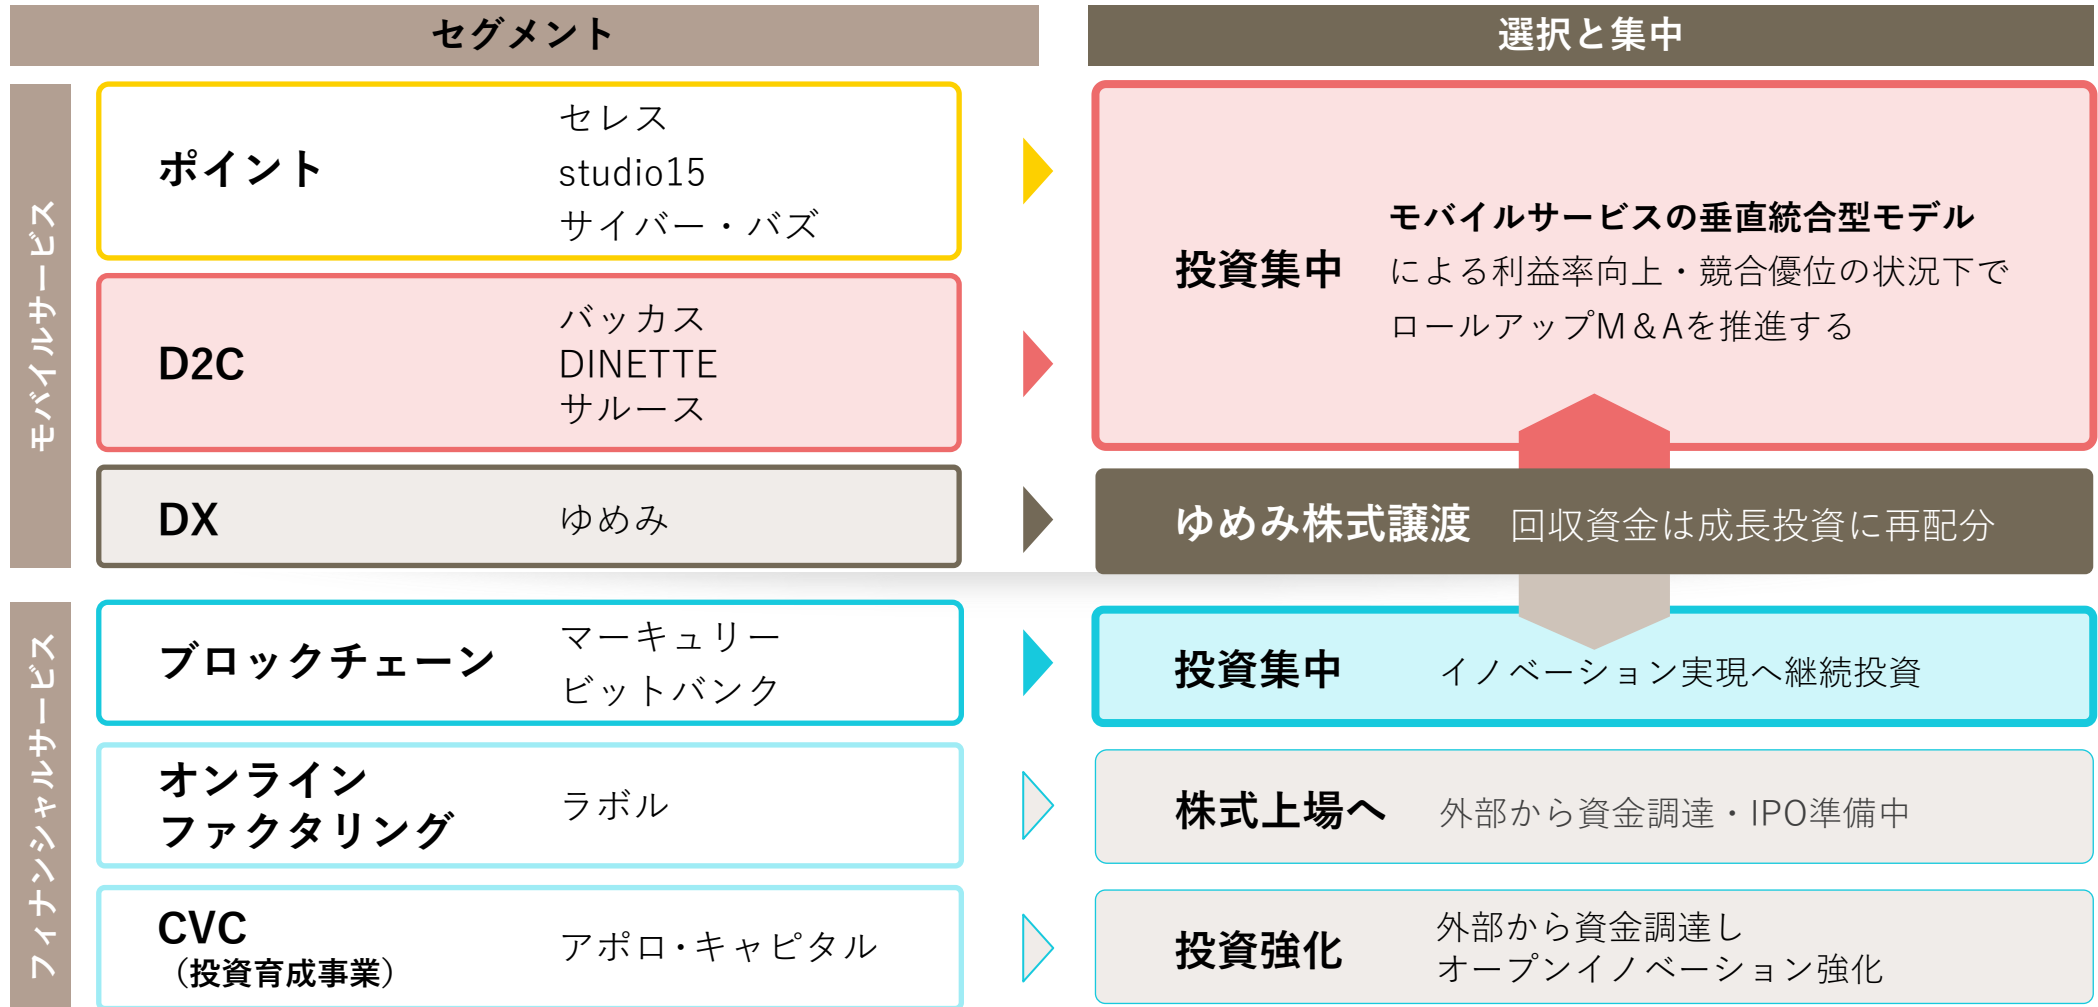 セグメント
選択と集中
モバイルサービス
ポイント
セレス
studio15
サイバー・バズ
D2C
バッカス
DINETTE
サルース
投資集中
モバイルサービスの垂直統合型モデル
による利益率向上・競合優位の状況下で
ロールアップM＆Aを推進する
DX
ゆめみ
ゆめみ株式譲渡
回収資金は成長投資に再配分
フィナンシャルサービス
ブロックチェーン
マーキュリー
ビットバンク
投資集中
イノベーション実現へ継続投資
オンライン
ファクタリング
ラボル
株式上場へ
外部から資金調達・IPO準備中
CVC
（投資育成事業）
アポロ・キャピタル
投資強化
外部から資金調達し
オープンイノベーション強化